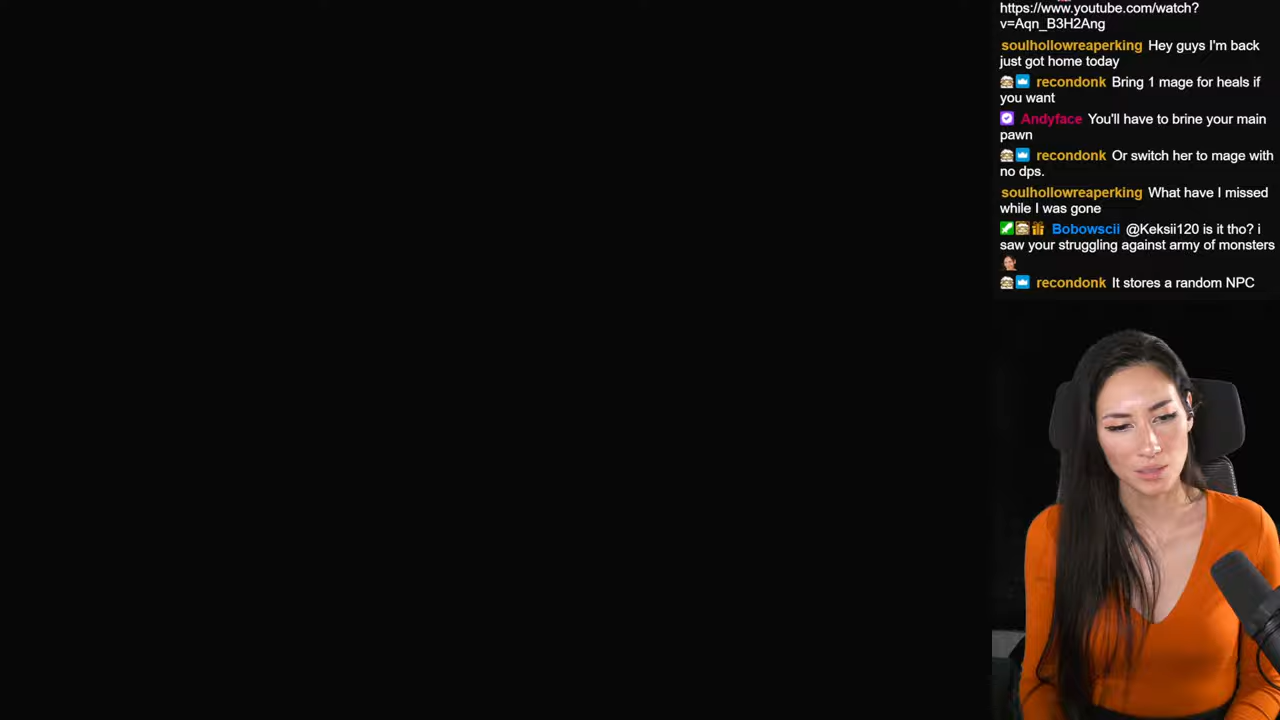 https://www.youtube.com/watch?
v=Aqn_B3H2Ang
soulhollowreaperking Hey guys I'm back
just got home today
recondonk Bring 1 mage for heals if
you want
Andyface You'll have to brine your main
pawn
recondonk Or switch her to mage with
no dps.
soulhollowreaperking What have I missed
while I was gone
Bobowscii @Keksii120 is it tho? i
saw your struggling against army of monsters
recondonk It stores a random NPC